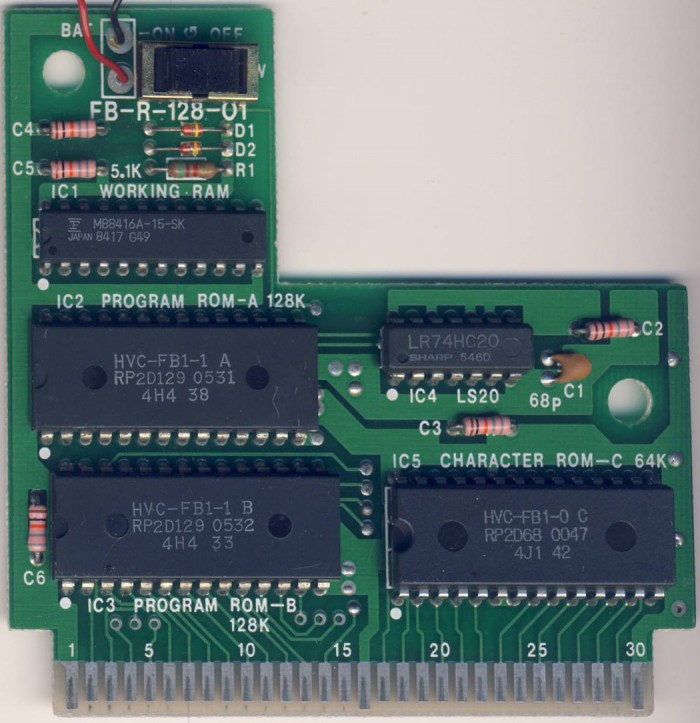 BAT -ON OFF
V
FB-R-128-01
C4 D1
D2
C5 5.1K R1
IC1 WORKING RAM
MB8416A-15-SK
JAPAN 8417 G49
IC2 PROGRAM ROM-A 128K
HVC-FB1-1 A
RP2D129 0531
4H4 38
LR74HC20
SHARP 546D
C2
IC4 LS20
68P C1
C3
IC5 CHARACTER ROM-C 64K
HVC-FB1-1 B
RP2D129 0532
4H4 33
HVC-FB1-0 C
RP2D68 0047
4J1 42
C6
IC3 PROGRAM ROM-B
128K
1 5 10 15 20 25 30